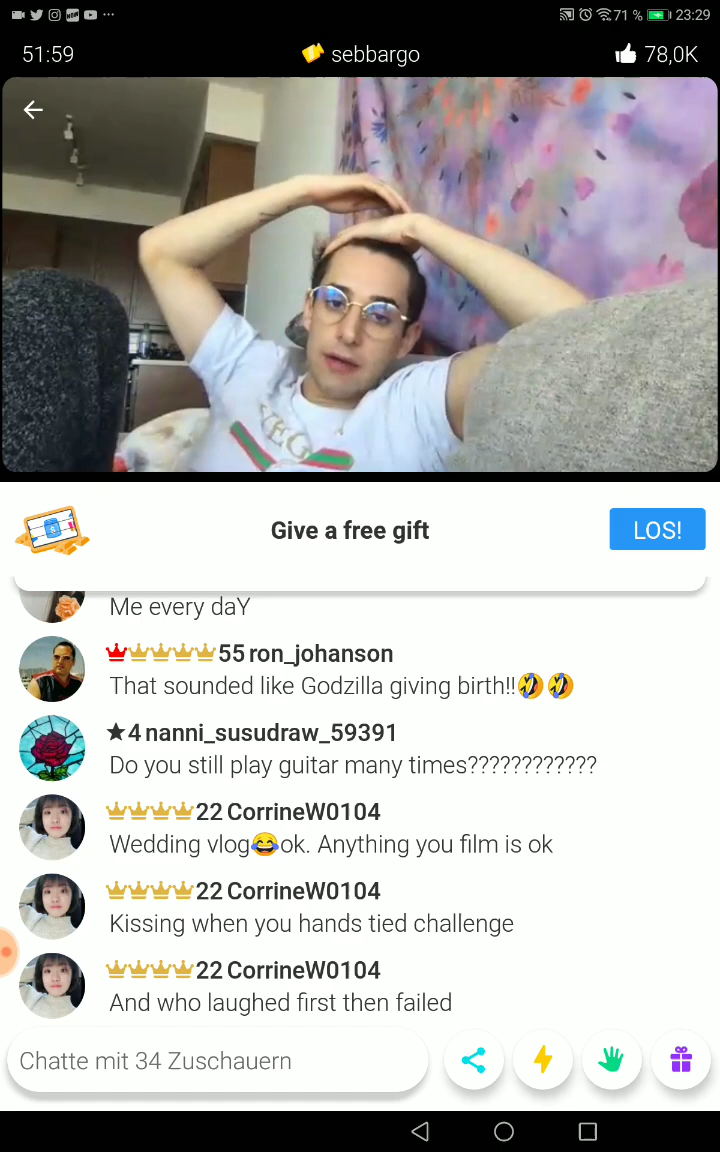 71 % 23:29
51:59 sebbargo 78,0K
Give a free gift LOS!
Me every daY
55 ron_johanson
That sounded like Godzilla giving birth!!🤣🤣
★4 nanni_susudraw_59391
Do you still play guitar many times????????????
22 CorrineW0104
Wedding vlog😂ok. Anything you film is ok
22 CorrineW0104
Kissing when you hands tied challenge
22 CorrineW0104
And who laughed first then failed
Chatte mit 34 Zuschauern